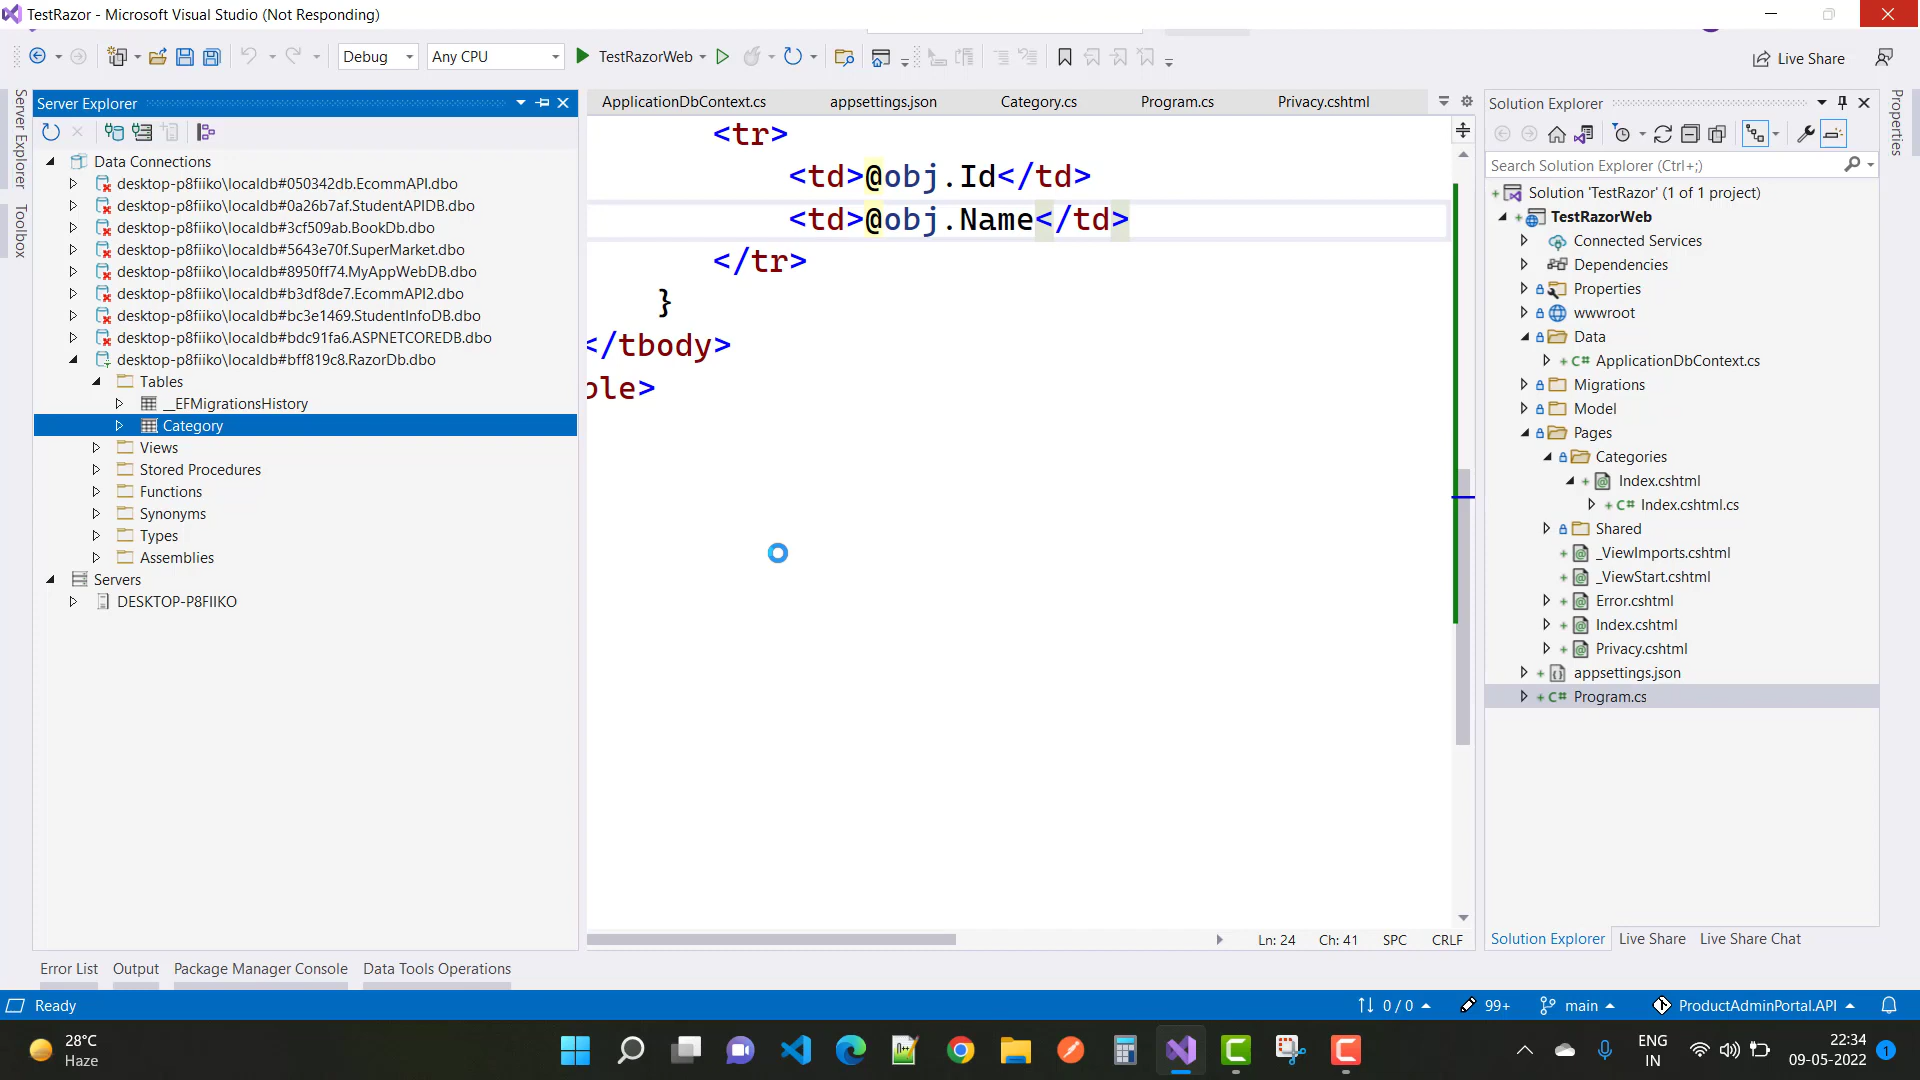 TestRazor - Microsoft Visual Studio (Not Responding)
Debug
Any CPU
TestRazorWeb
Live Share
Server Explorer
Toolbox
Server Explorer
Data Connections
desktop-p8fiiko\localdb#050342db.EcommAPI.dbo
desktop-p8fiiko\localdb#0a26b7af.StudentAPIDB.dbo
desktop-p8fiiko\localdb#3cf509ab.BookDb.dbo
desktop-p8fiiko\localdb#5643e70f.SuperMarket.dbo
desktop-p8fiiko\localdb#8950ff74.MyAppWebDB.dbo
desktop-p8fiiko\localdb#b3df8de7.EcommAPI2.dbo
desktop-p8fiiko\localdb#bc3e1469.StudentInfoDB.dbo
desktop-p8fiiko\localdb#bdc91fa6.ASPNETCOREDB.dbo
desktop-p8fiiko\localdb#bff819c8.RazorDb.dbo
Tables
__EFMigrationsHistory
Category
Views
Stored Procedures
Functions
Synonyms
Types
Assemblies
Servers
DESKTOP-P8FIIKO
ApplicationDbContext.cs appsettings.json Category.cs Program.cs Privacy.cshtml
<tr>
<td>@obj.Id</td>
<td>@obj.Name</td>
</tr>
}
</tbody>
ble>
Ln: 24 Ch: 41 SPC CRLF
Solution Explorer
Search Solution Explorer (Ctrl+;)
Solution 'TestRazor' (1 of 1 project)
TestRazorWeb
Connected Services
Dependencies
Properties
wwwroot
Data
C# ApplicationDbContext.cs
Migrations
Model
Pages
Categories
Index.cshtml
C# Index.cshtml.cs
Shared
_ViewImports.cshtml
_ViewStart.cshtml
Error.cshtml
Index.cshtml
Privacy.cshtml
appsettings.json
C# Program.cs
Solution Explorer Live Share Live Share Chat
Properties
Error List Output Package Manager Console Data Tools Operations
Ready
0 / 0 99+ main ProductAdminPortal.API
28°C
Haze
ENG
IN
22:34
09-05-2022
1